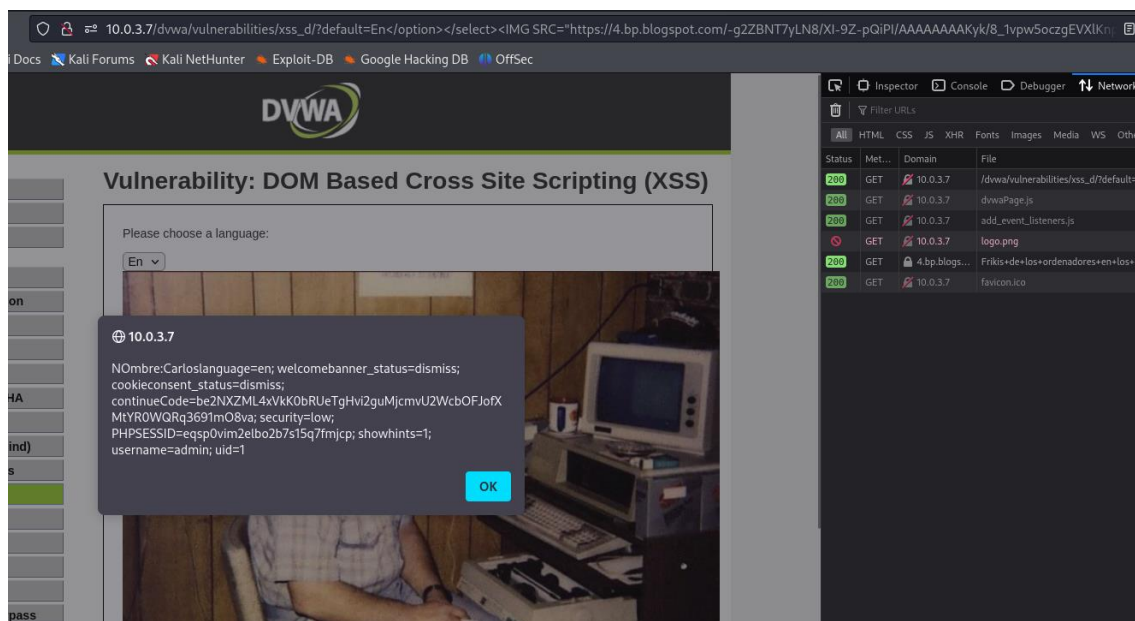 10.0.3.7/dvwa/vulnerabilities/xss_d/?default=En</option></select><IMG SRC="https://4.bp.blogspot.com/-g2ZBNT7yLN8/XI-9Z-pQiPI/AAAAAAAAKyk/8_1vpw5oczgEVXlKn
i Docs Kali Forums Kali NetHunter Exploit-DB Google Hacking DB OffSec
Inspector Console Debugger Network
Filter URLs
All HTML CSS JS XHR Fonts Images Media WS Oth
Status Met... Domain File
200 GET 10.0.3.7 /dvwa/vulnerabilities/xss_d/?default=
200 GET 10.0.3.7 dvwaPage.js
200 GET 10.0.3.7 add_event_listeners.js
GET 10.0.3.7 logo.png
200 GET 4.bp.blogs... Frikis+de+los+ordenadores+en+los+
200 GET 10.0.3.7 favicon.ico
DVWA
Vulnerability: DOM Based Cross Site Scripting (XSS)
Please choose a language:
En
10.0.3.7
NOmbre:Carloslanguage=en; welcomebanner_status=dismiss;
cookieconsent_status=dismiss;
continueCode=be2NXZML4xVkK0bRUeTgHvi2guMjcmvU2WcbOFJofX
MtYR0WQRq3691mO8va; security=low;
PHPSESSID=eqsp0vim2elbo2b7s15q7fmjcp; showhints=1;
username=admin; uid=1
OK
on
HA
ind)
s
pass